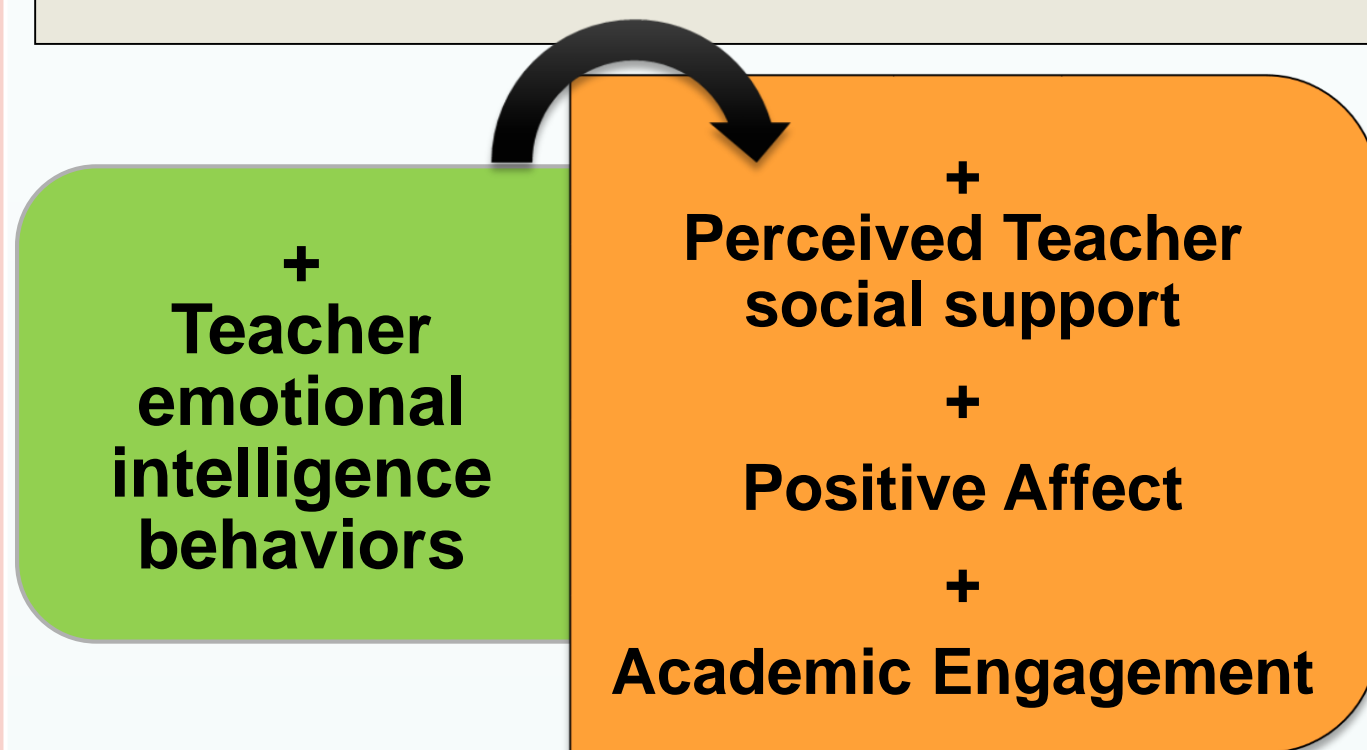 +
Teacher
emotional
intelligence
behaviors
+
Perceived Teacher
social support
+
Positive Affect
+
Academic Engagement